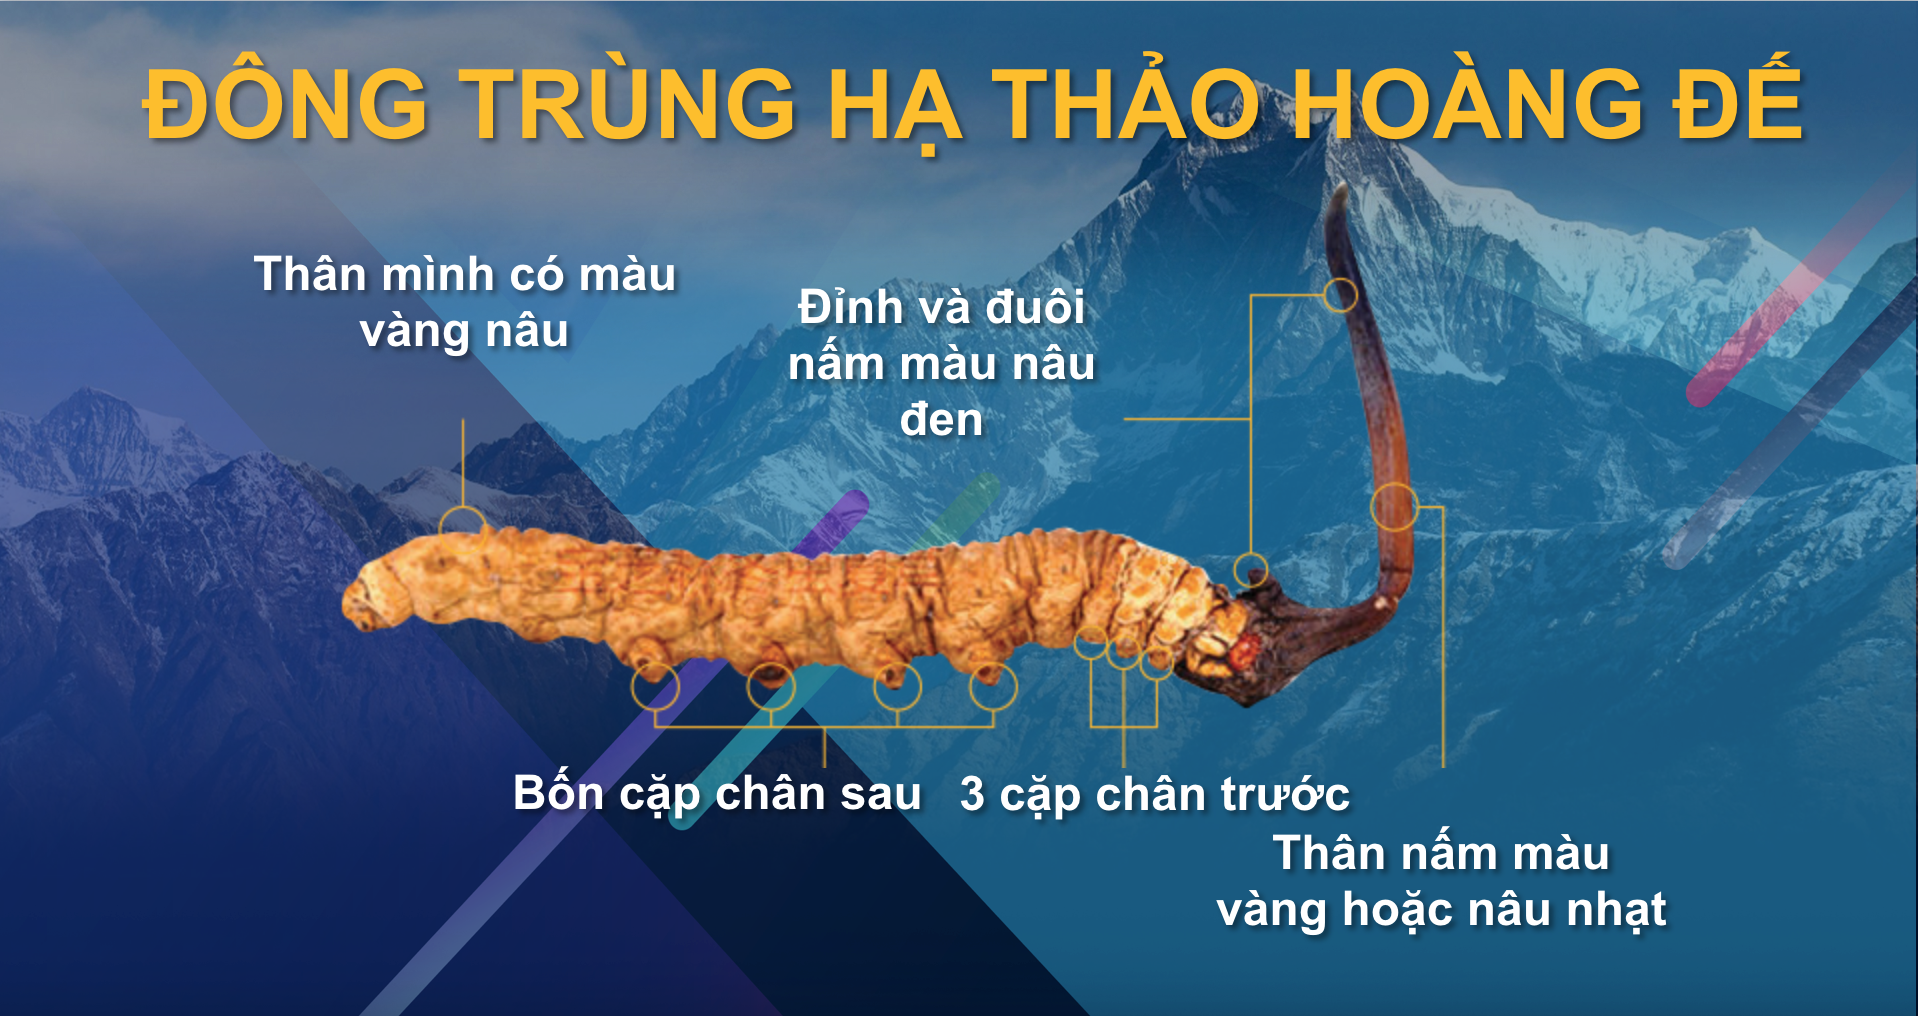 ĐÔNG TRÙNG HẠ THẢO HOÀNG ĐẾ
Thân mình có màu
vàng nâu
Đỉnh và đuôi
nấm màu nâu
đen
Bốn cặp chân sau
3 cặp chân trước
Thân nấm màu
vàng hoặc nâu nhạt